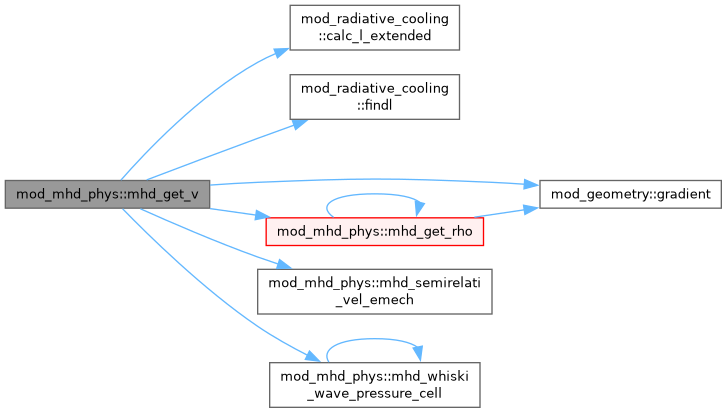 mod_radiative_cooling
::calc_l_extended
mod_radiative_cooling
::findl
mod_mhd_phys::mhd_get_v
mod_geometry::gradient
mod_mhd_phys::mhd_get_rho
mod_mhd_phys::mhd_semirelati
_vel_emech
mod_mhd_phys::mhd_whiski
_wave_pressure_cell